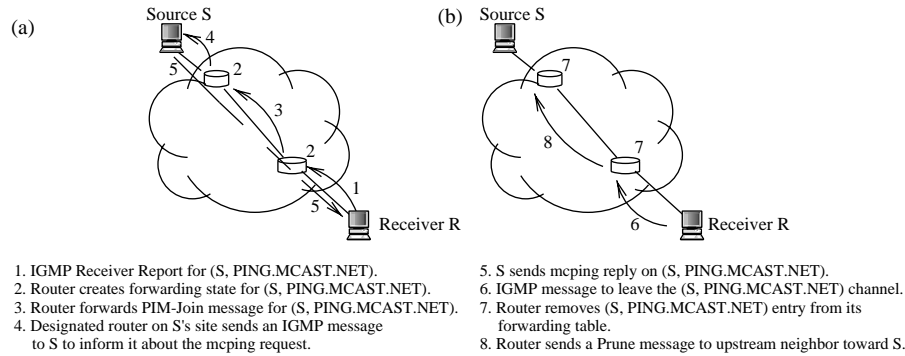 (a)
Source S
4
5
2
3
2
1
5
Receiver R
(b)
Source S
7
8
7
6
Receiver R
1. IGMP Receiver Report for (S, PING.MCAST.NET).
2. Router creates forwarding state for (S, PING.MCAST.NET).
3. Router forwards PIM-Join message for (S, PING.MCAST.NET).
4. Designated router on S's site sends an IGMP message
to S to inform it about the mcping request.
5. S sends mcping reply on (S, PING.MCAST.NET).
6. IGMP message to leave the (S, PING.MCAST.NET) channel.
7. Router removes (S, PING.MCAST.NET) entry from its
forwarding table.
8. Router sends a Prune message to upstream neighbor toward S.